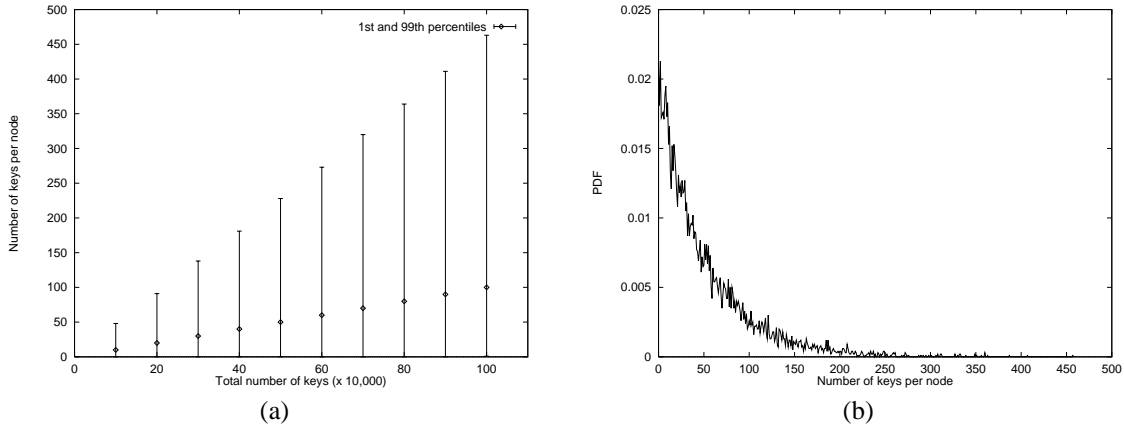 500
450
400
350
300
250
200
150
100
50
0
Number of keys per node
1st and 99th percentiles
0 20 40 60 80 100
Total number of keys (x 10,000)
(a)
0.025
0.02
0.015
0.01
0.005
0
PDF
0 50 100 150 200 250 300 350 400 450 500
Number of keys per node
(b)